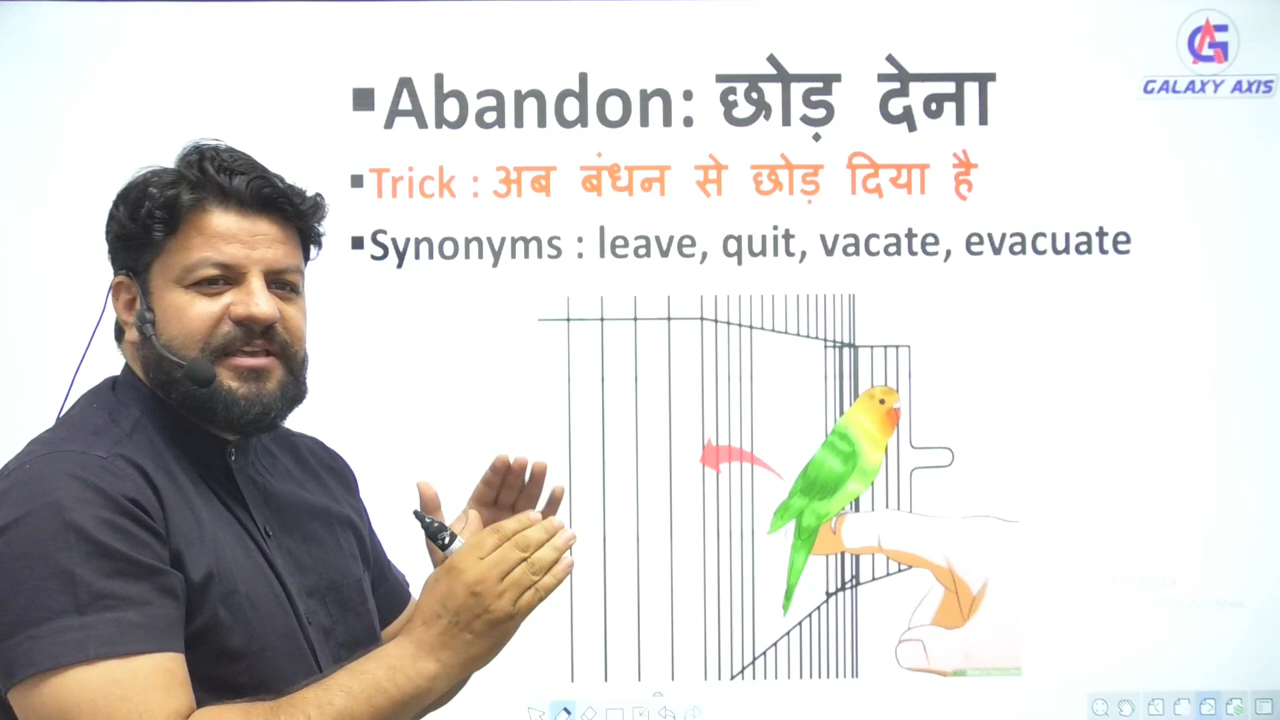 Abandon: छोड़ देना
Trick : अब बंधन से छोड़ दिया है
Synonyms : leave, quit, vacate, evacuate
GALAXY AXIS